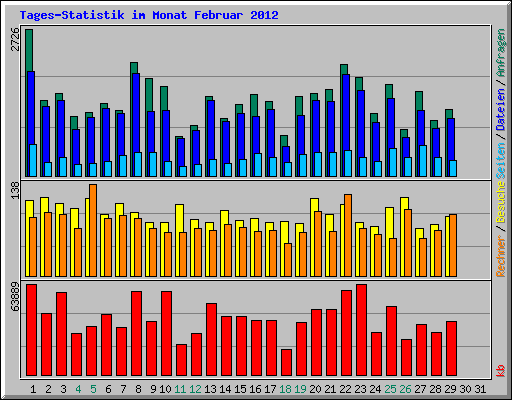 Tages-Statistik im Monat Februar 2012
2726
138
63889
Rechner / Besuche Seiten / Dateien / Anfragen
kb
1 2 3 4 5 6 7 8 9 10 11 12 13 14 15 16 17 18 19 20 21 22 23 24 25 26 27 28 29 30 31